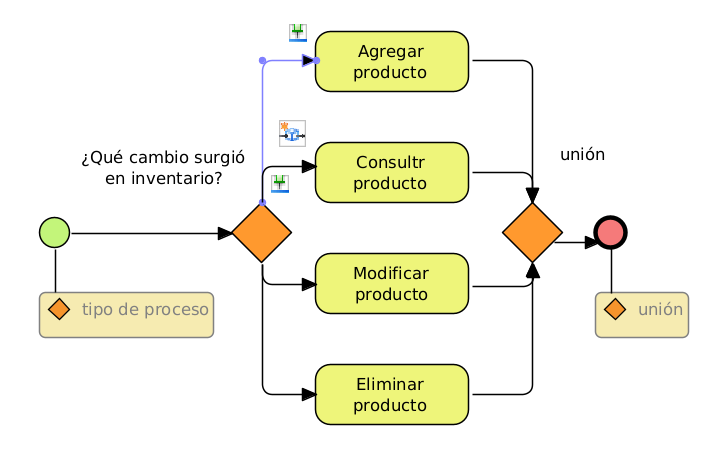 Agregar
producto
¿Qué cambio surgió
en inventario?
Consultr
producto
unión
Modificar
producto
tipo de proceso
unión
Eliminar
producto